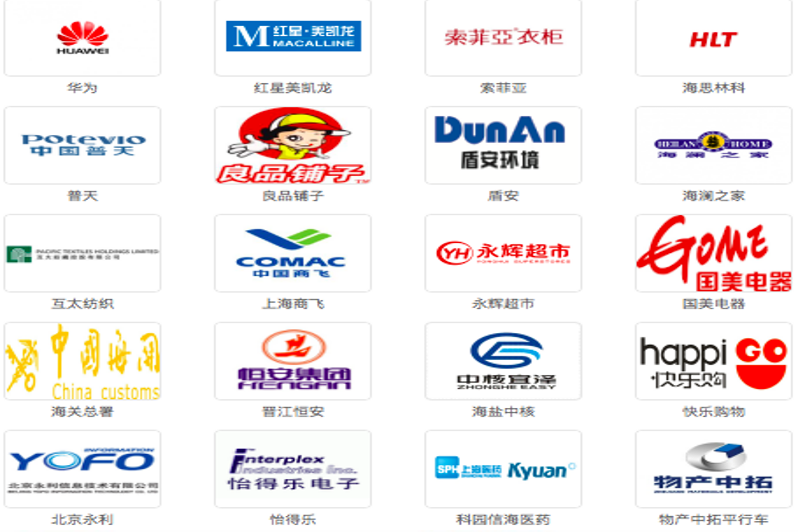 HUAWEI
M 红星·美凯龙
MACALLINE
索菲亞衣柜
HLT
华为
红星美凯龙
索菲亚
海思林科
POTEVIO
中国普天
良品铺子
DunAn
盾安环境
HEILAN HOME
海澜之家
普天
良品铺子
盾安
海澜之家
PACIFIC TEXTILES HOLDINGS LIMITED
互太紡織控股有限公司
COMAC
中国商飞
YH 永辉超市
YONGHUI SUPERSTORES
GOME
国美电器
互太纺织
上海商飞
永辉超市
国美电器
中國海關
China customs
恒安集团
HENGAN
中核宜泽
ZHONGHE EASY
happi GO
快乐购
海关总署
晋江恒安
海盐中核
快乐购物
INFORMATION
YOFO
北京永利信息技术有限公司
BEIJING YOFO INFORMATION TECHNOLOGY CO. LTD
interplex
Industries Inc.
怡得乐电子
SPH 上海医药 Kyuan
物产中拓
北京永利
怡得乐
科园信海医药
物产中拓平行车